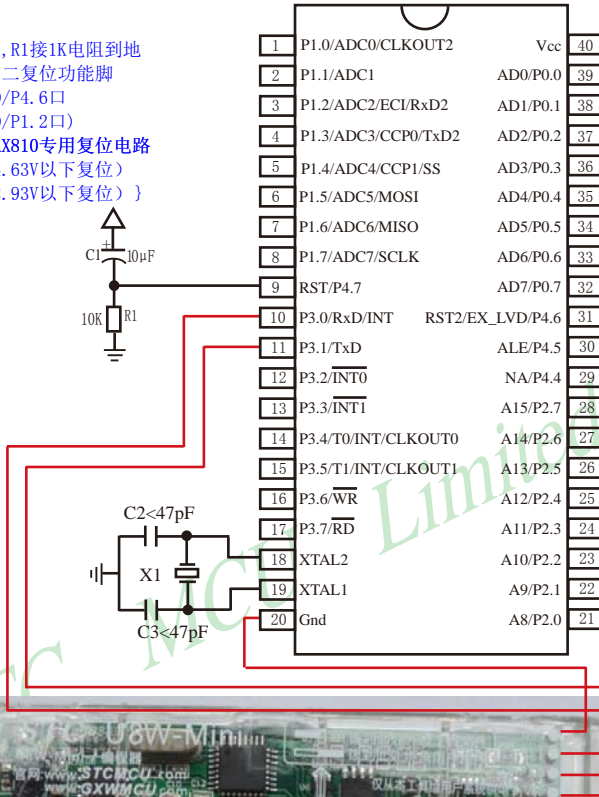 ,R1接1K电阻到地
二复位功能脚
/P4.6口
/P1.2口)
X810专用复位电路
.63V以下复位)
.93V以下复位) }
C1
+
10μF
10K
R1
1 P1.0/ADC0/CLKOUT2 Vcc 40
2 P1.1/ADC1 AD0/P0.0 39
3 P1.2/ADC2/ECI/RxD2 AD1/P0.1 38
4 P1.3/ADC3/CCP0/TxD2 AD2/P0.2 37
5 P1.4/ADC4/CCP1/SS AD3/P0.3 36
6 P1.5/ADC5/MOSI AD4/P0.4 35
7 P1.6/ADC6/MISO AD5/P0.5 34
8 P1.7/ADC7/SCLK AD6/P0.6 33
9 RST/P4.7 AD7/P0.7 32
10 P3.0/RxD/INT RST2/EX_LVD/P4.6 31
11 P3.1/TxD ALE/P4.5 30
12 P3.2/INT0 NA/P4.4 29
13 P3.3/INT1 A15/P2.7 28
14 P3.4/T0/INT/CLKOUT0 A14/P2.6 27
15 P3.5/T1/INT/CLKOUT1 A13/P2.5 26
16 P3.6/WR A12/P2.4 25
17 P3.7/RD A11/P2.3 24
18 XTAL2 A10/P2.2 23
19 XTAL1 A9/P2.1 22
20 Gnd A8/P2.0 21
C2<47pF
X1
C3<47pF
MCU Limited
STC-U8W-Mini
官网:www.STCMCU.com
www.GXWMCU.com